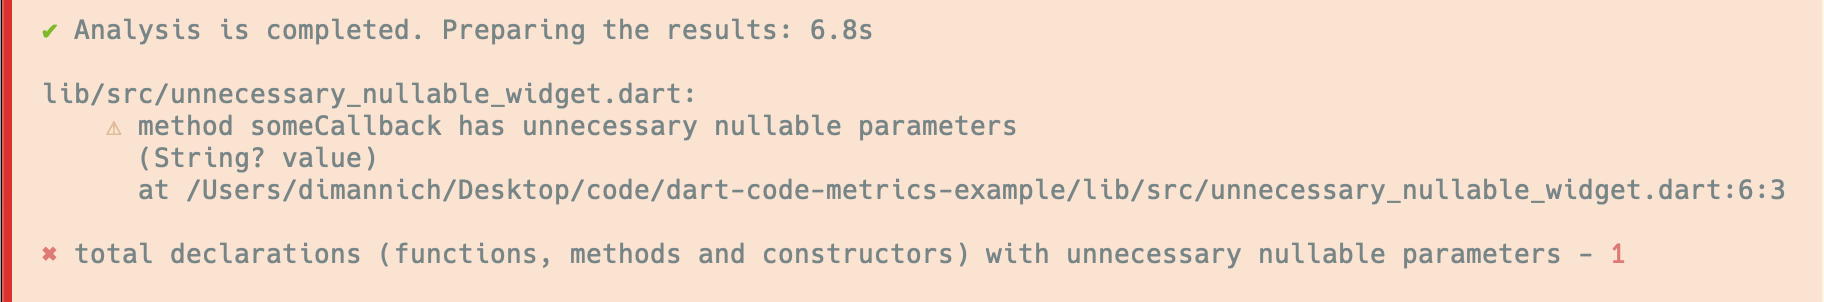 ✔ Analysis is completed. Preparing the results: 6.8s
lib/src/unnecessary_nullable_widget.dart:
⚠ method someCallback has unnecessary nullable parameters
(String? value)
at /Users/dimannich/Desktop/code/dart-code-metrics-example/lib/src/unnecessary_nullable_widget.dart:6:3
✖ total declarations (functions, methods and constructors) with unnecessary nullable parameters - 1